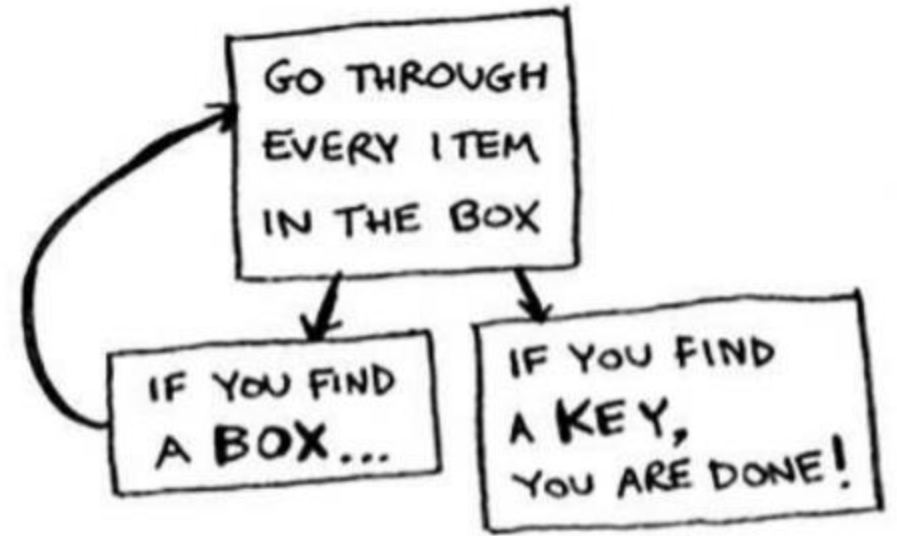 GO THROUGH
EVERY ITEM
IN THE BOX
IF YOU FIND
A BOX...
IF YOU FIND
A KEY,
YOU ARE DONE!